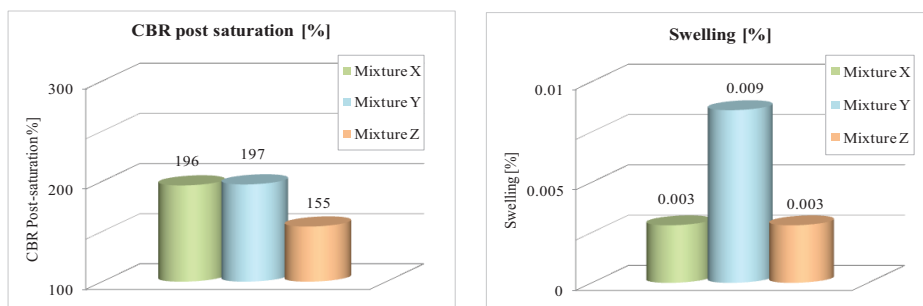 CBR post saturation [%]
CBR Post-saturation%]
300
200
100
196
197
155
Mixture X
Mixture Y
Mixture Z
Swelling [%]
Swelling [%]
0.01
0.005
0
0.003
0.009
0.003
Mixture X
Mixture Y
Mixture Z